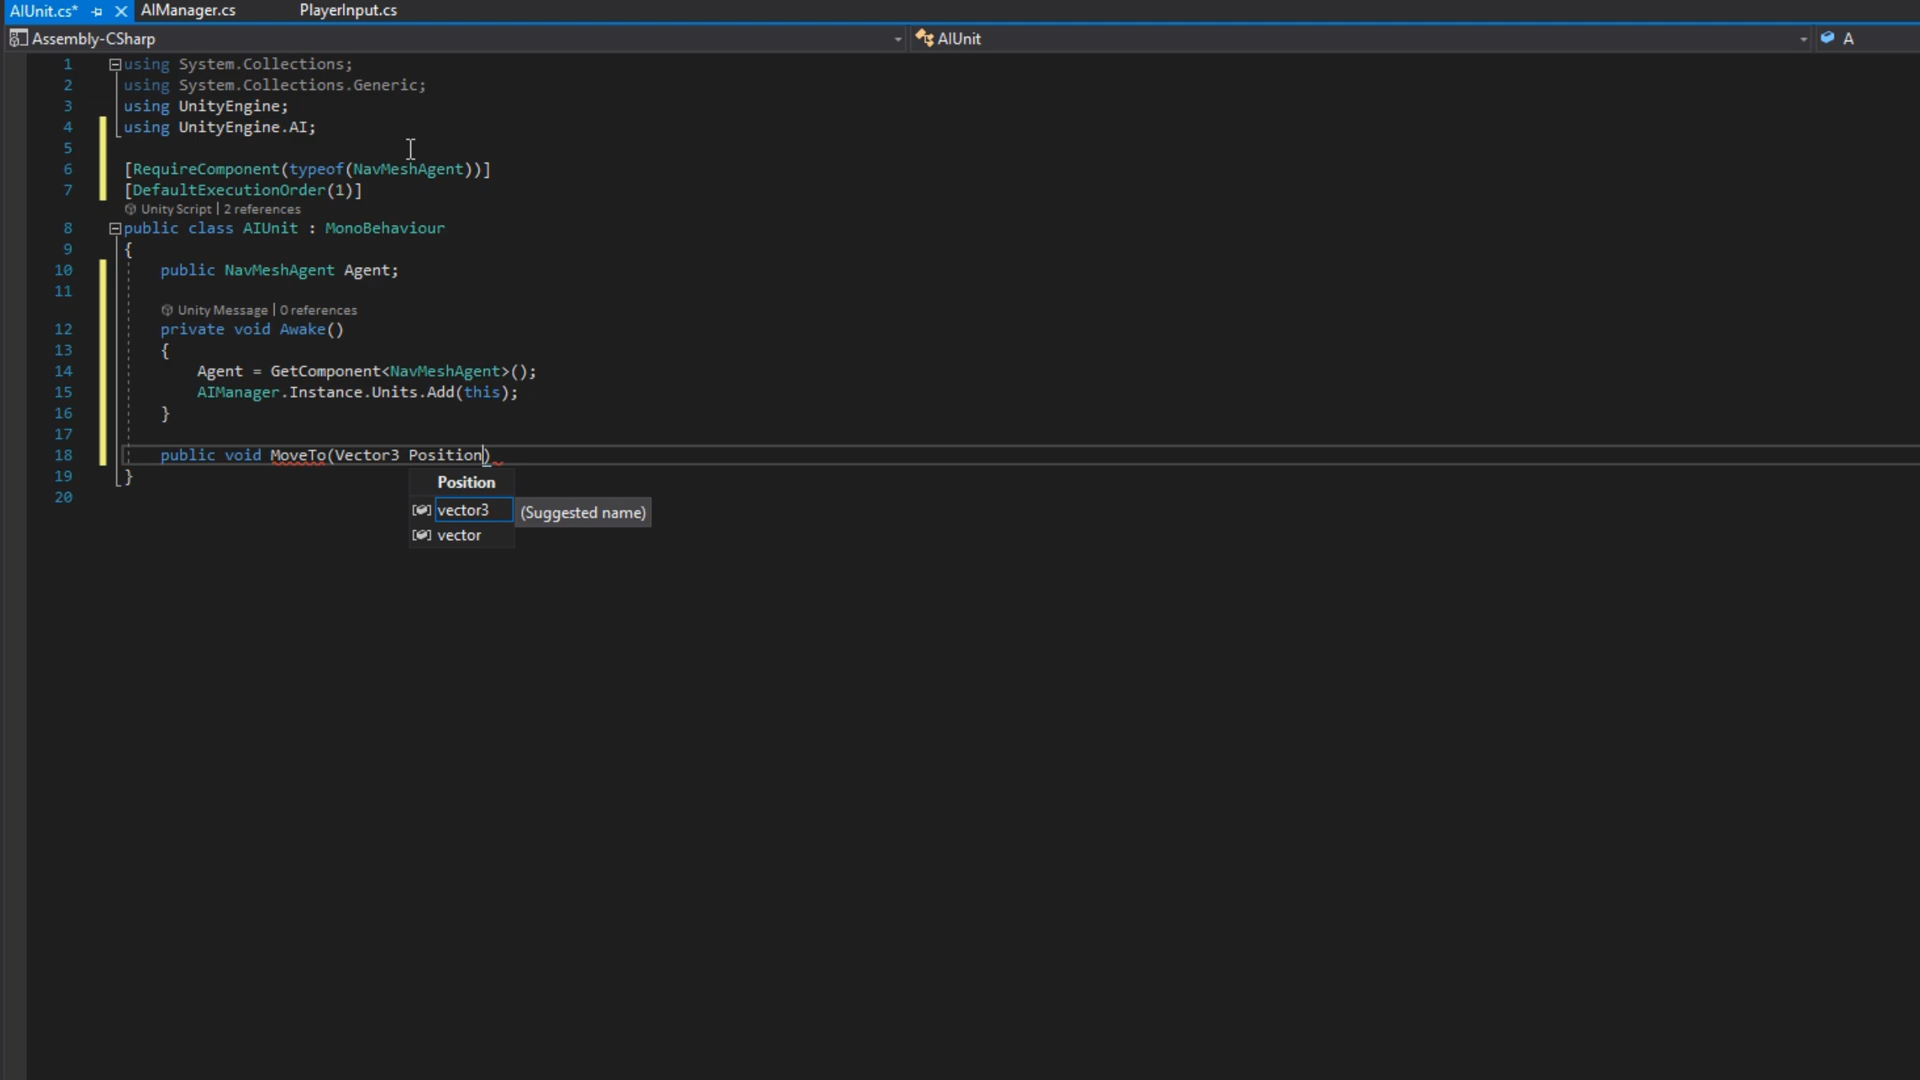 AIUnit.cs* AIManager.cs PlayerInput.cs
Assembly-CSharp AIUnit A
1 using System.Collections;
2 using System.Collections.Generic;
3 using UnityEngine;
4 using UnityEngine.AI;
5
6 [RequireComponent(typeof(NavMeshAgent))]
7 [DefaultExecutionOrder(1)]
Unity Script | 2 references
8 public class AIUnit : MonoBehaviour
9 {
10 public NavMeshAgent Agent;
11
Unity Message | 0 references
12 private void Awake()
13 {
14 Agent = GetComponent<NavMeshAgent>();
15 AIManager.Instance.Units.Add(this);
16 }
17
18 public void MoveTo(Vector3 Position)
19 }
20
Position
vector3 (Suggested name)
vector